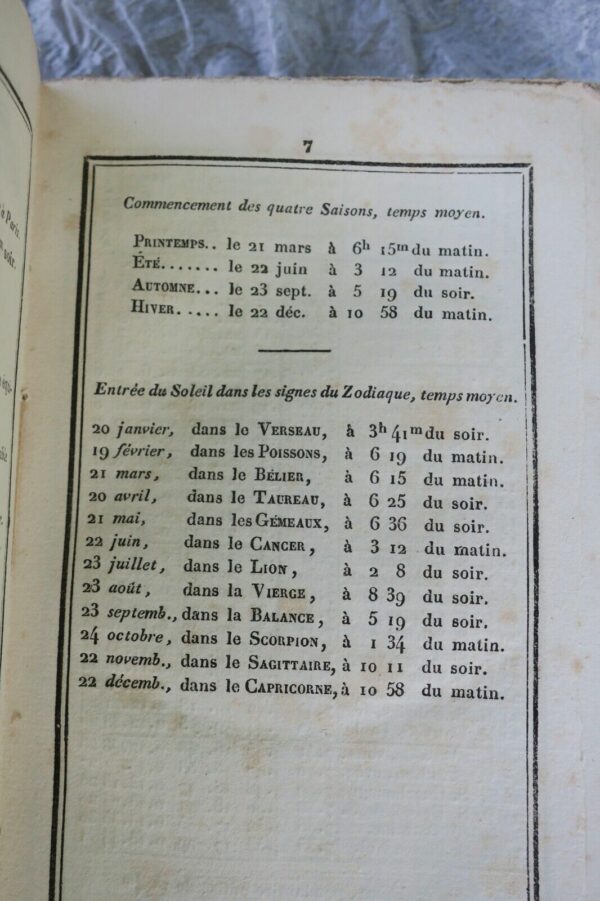 7
Commencement des quatre Saisons, temps moyen.
PRINTEMPS.. le 21 mars à 6h 15m du matin.
ÉTÉ....... le 22 juin à 3 12 du matin.
AUTOMNE... le 23 sept. à 5 19 du soir.
HIVER..... le 22 déc. à 10 58 du matin.
Entrée du Soleil dans les signes du Zodiaque, temps moyen.
20 janvier, dans le VERSEAU, à 3h 41m du soir.
19 février, dans les POISSONS, à 6 19 du matin.
21 mars, dans le BÉLIER, à 6 15 du matin.
20 avril, dans le TAUREAU, à 6 25 du soir.
21 mai, dans les GÉMEAUX, à 6 36 du soir.
22 juin, dans le CANCER, à 3 12 du matin.
23 juillet, dans le LION, à 2 8 du soir.
23 août, dans la VIERGE, à 8 39 du soir.
23 septemb., dans la BALANCE, à 5 19 du soir.
24 octobre, dans le SCORPION, à 1 34 du matin.
22 novemb., dans le SAGITTAIRE, à 10 11 du soir.
22 décemb., dans le CAPRICORNE, à 10 58 du matin.